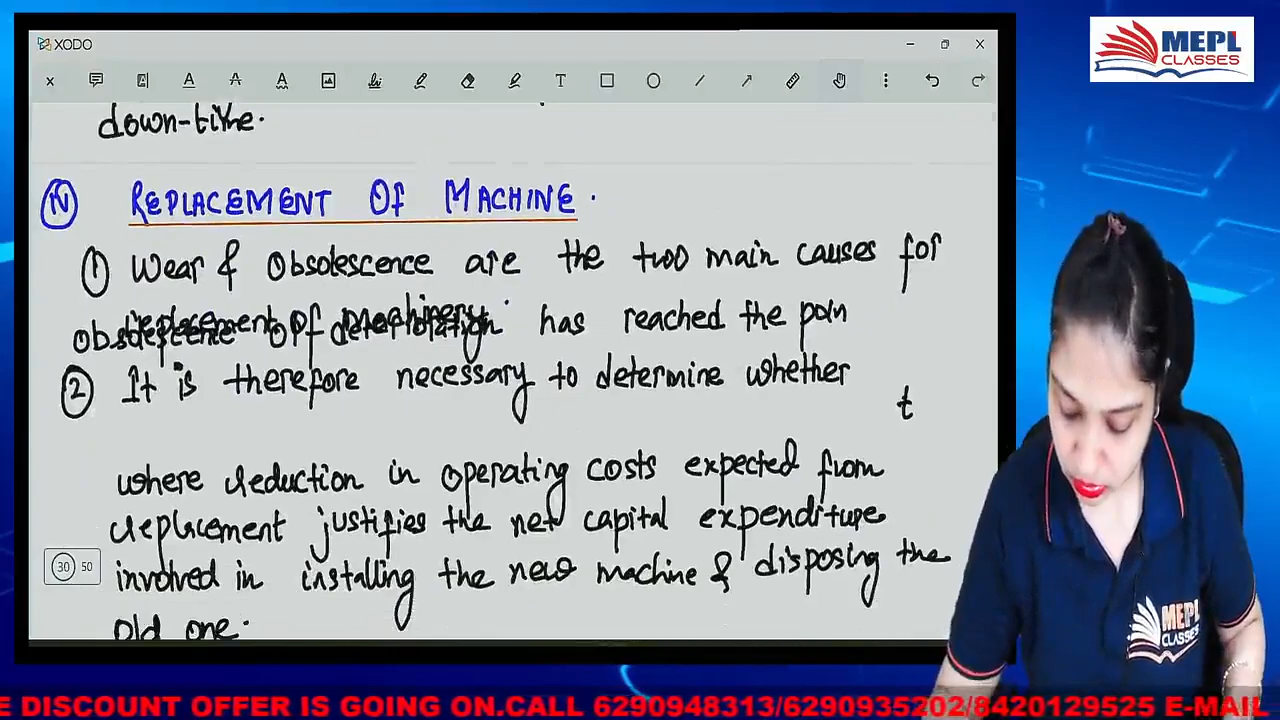 XODO
MEPL
CLASSES
down-time.
IV REPLACEMENT Of MACHINE.
1 Wear & Obsolescence are the two main causes for
replacement of machinery.
obsolescence or deterioration has reached the poin
2 It is therefore necessary to determine whether
t
where reduction in operating costs expected from
replacement justifies the net capital expenditure
involved in installing the new machine & disposing the
old one.
30 50
MEPL
CLASSES
E DISCOUNT OFFER IS GOING ON.CALL 6290948313/6290935202/8420129525 E-MAIL